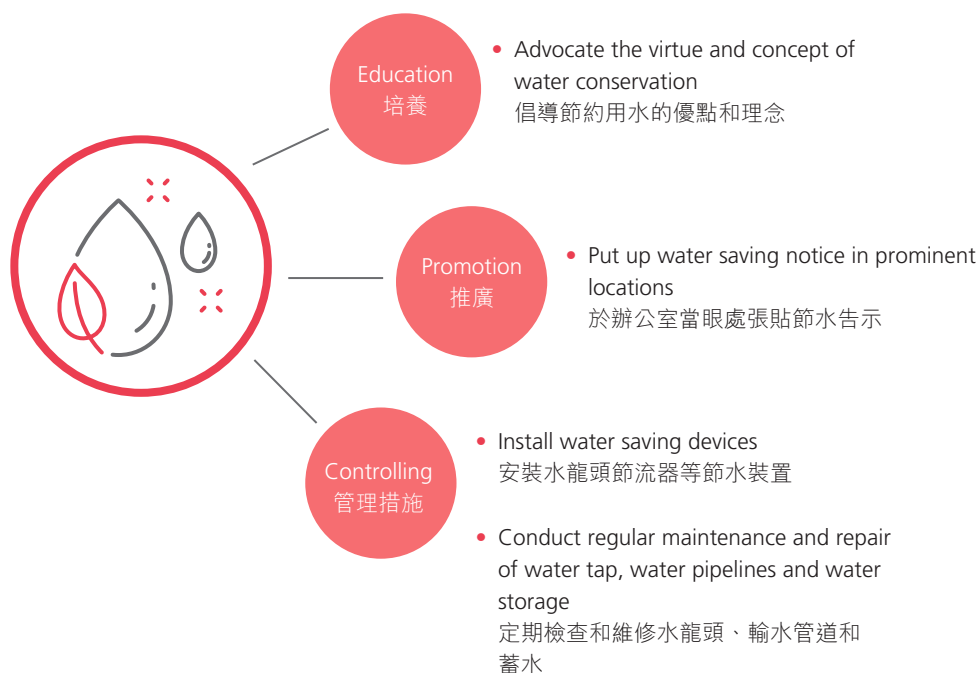 Education
培養
• Advocate the virtue and concept of
water conservation
倡導節約用水的優點和理念
Promotion
推廣
• Put up water saving notice in prominent
locations
於辦公室當眼處張貼節水告示
Controlling
管理措施
• Install water saving devices
安裝水龍頭節流器等節水裝置
• Conduct regular maintenance and repair
of water tap, water pipelines and water
storage
定期檢查和維修水龍頭、輸水管道和
蓄水